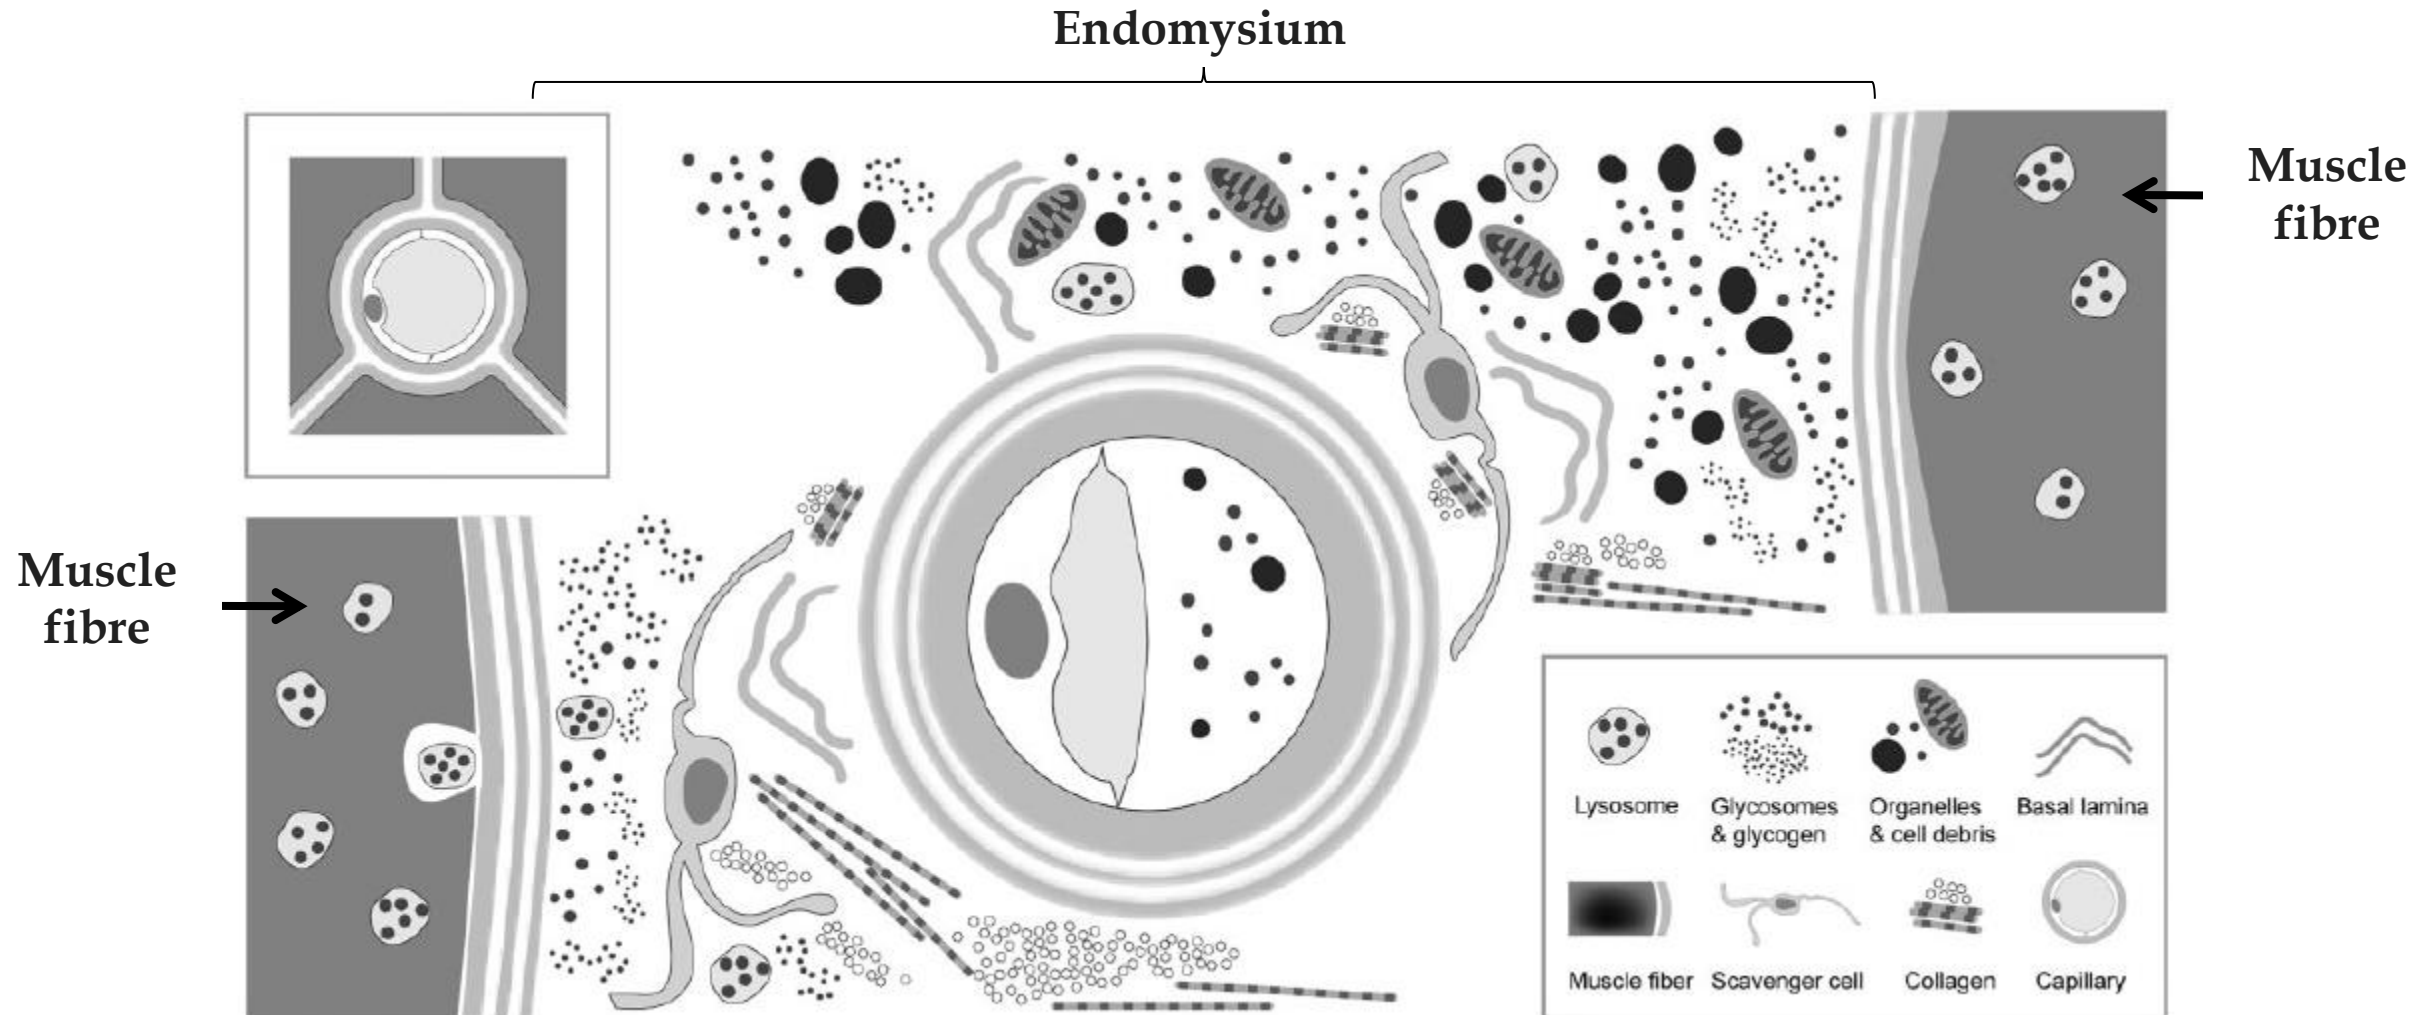 Endomysium
Muscle
fibre
Muscle
fibre
Lysosome
Glycosomes
& glycogen
Organelles
& cell debris
Basal lamina
Muscle fiber
Scavenger cell
Collagen
Capillary